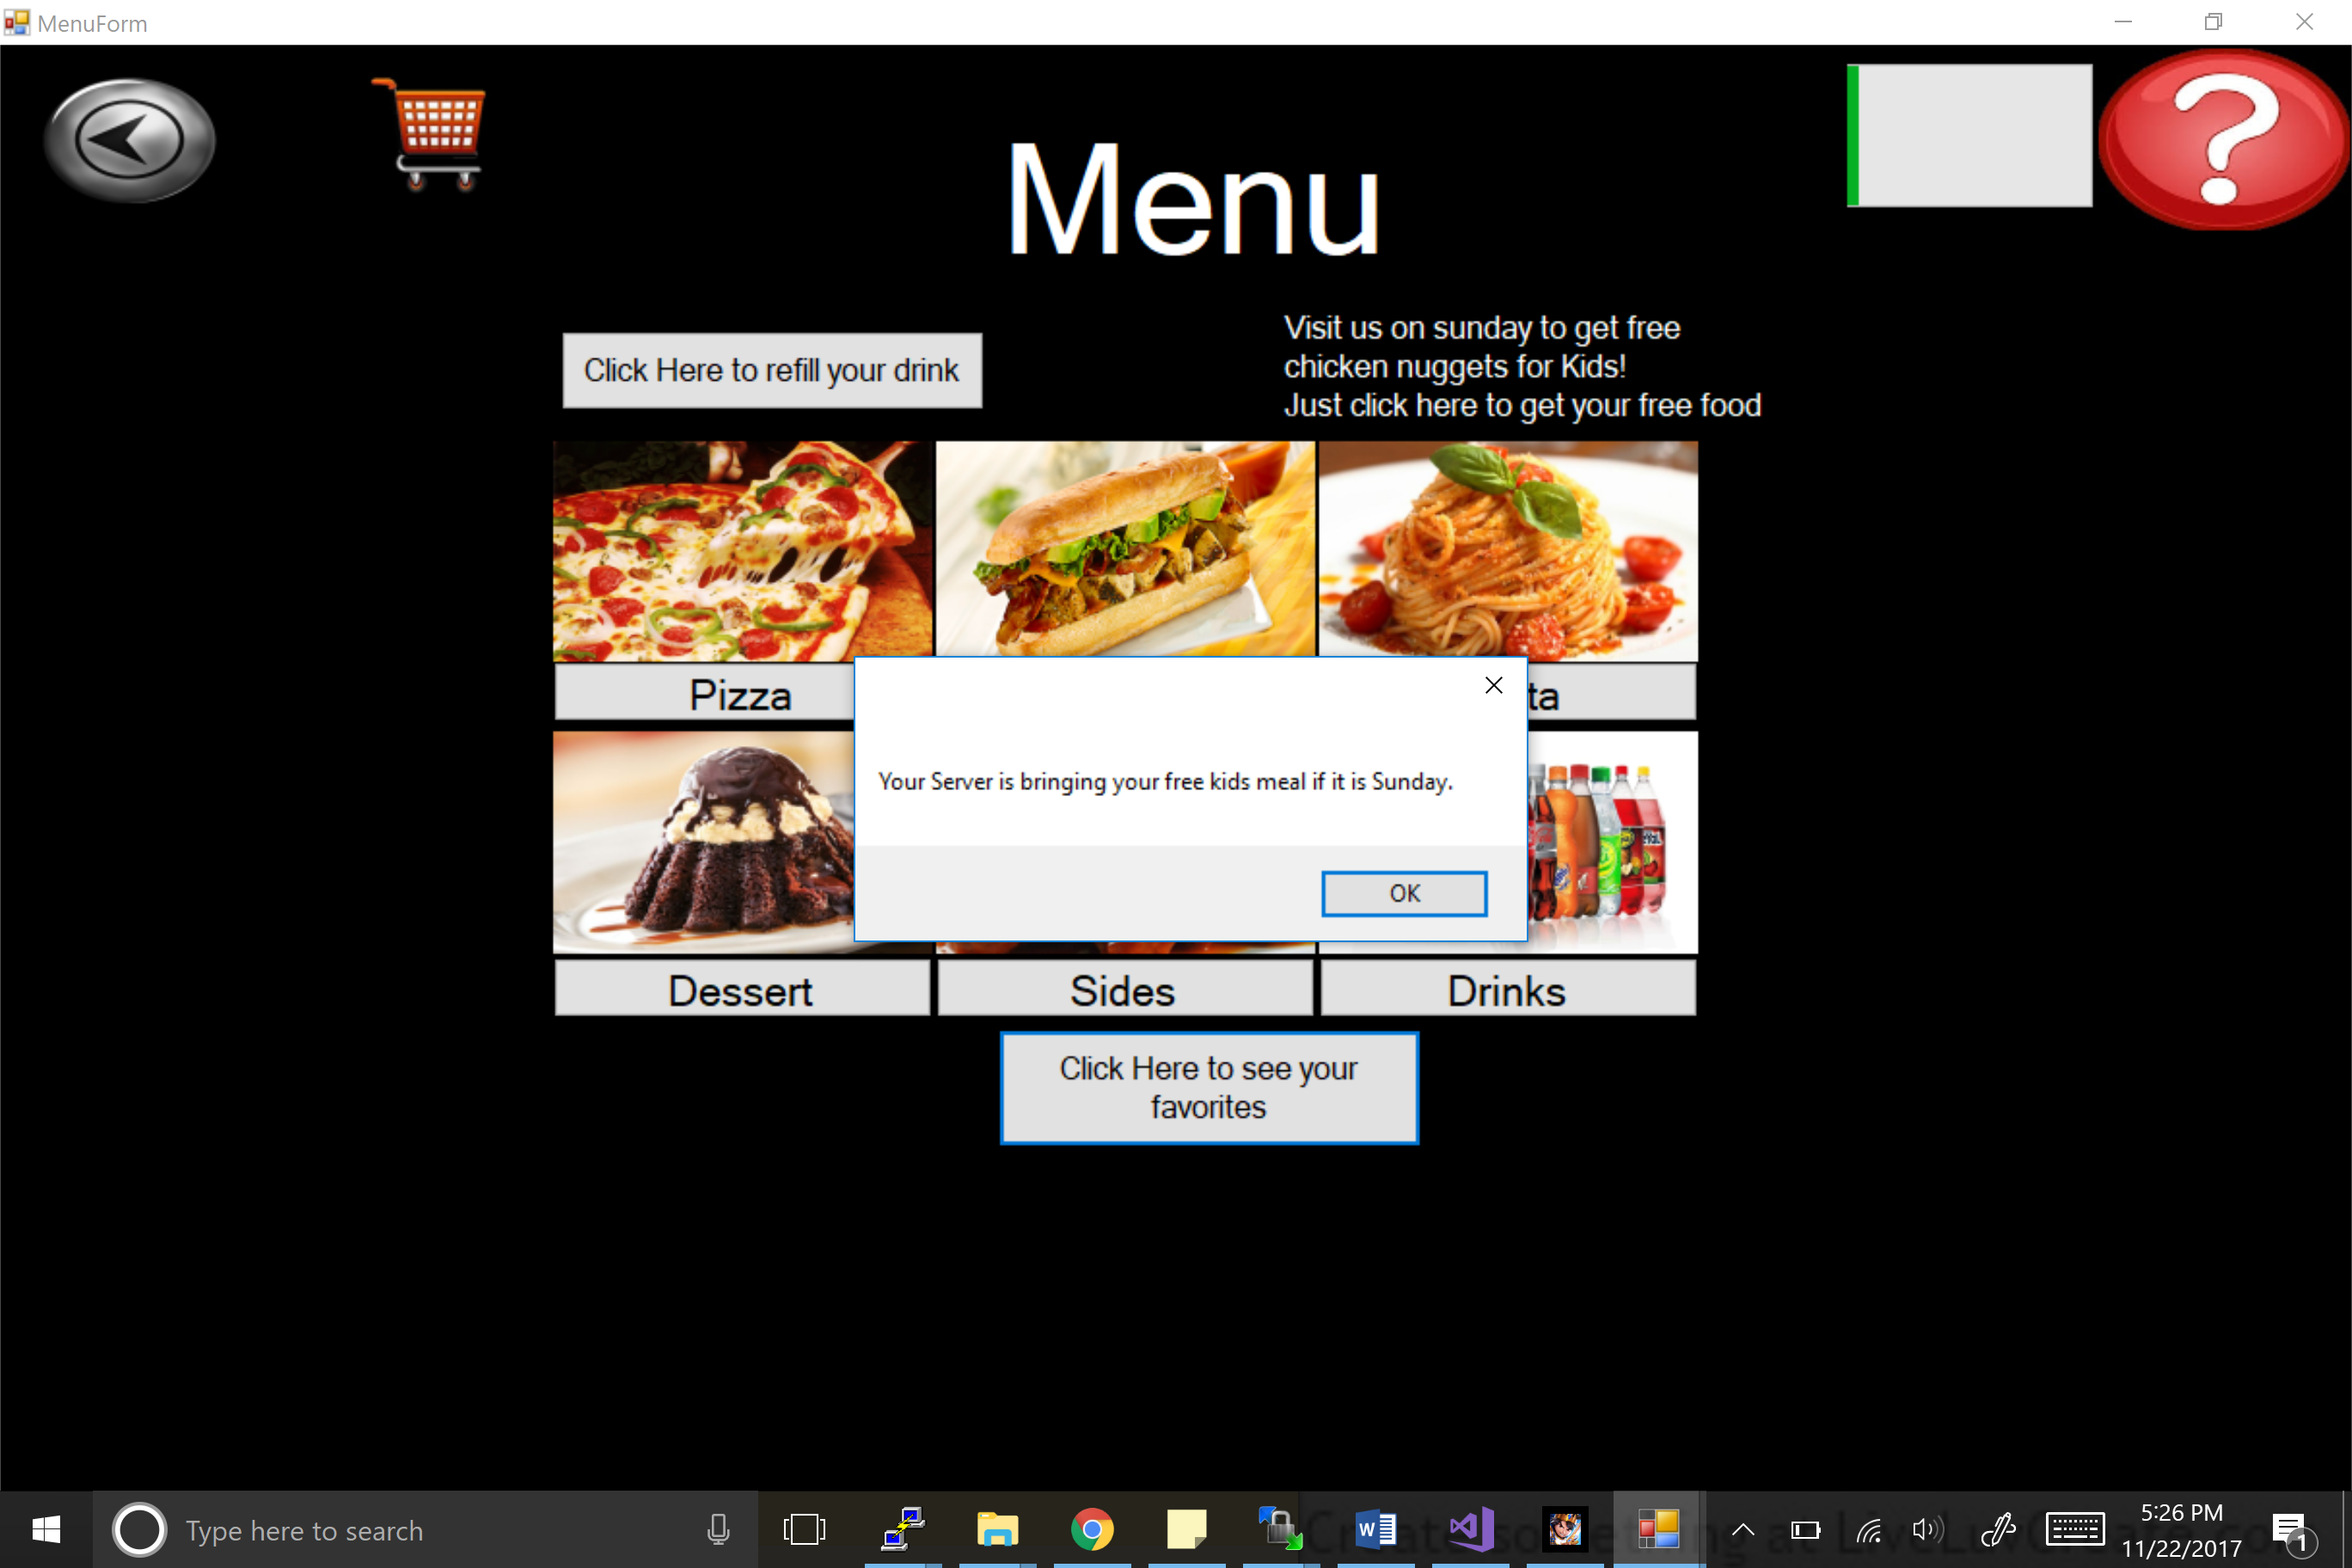 MenuForm
Menu
Click Here to refill your drink
Visit us on sunday to get free
chicken nuggets for Kids!
Just click here to get your free food
Pizza
ta
Your Server is bringing your free kids meal if it is Sunday.
OK
Dessert
Sides
Drinks
Click Here to see your
favorites
Type here to search
5:26 PM
11/22/2017
1